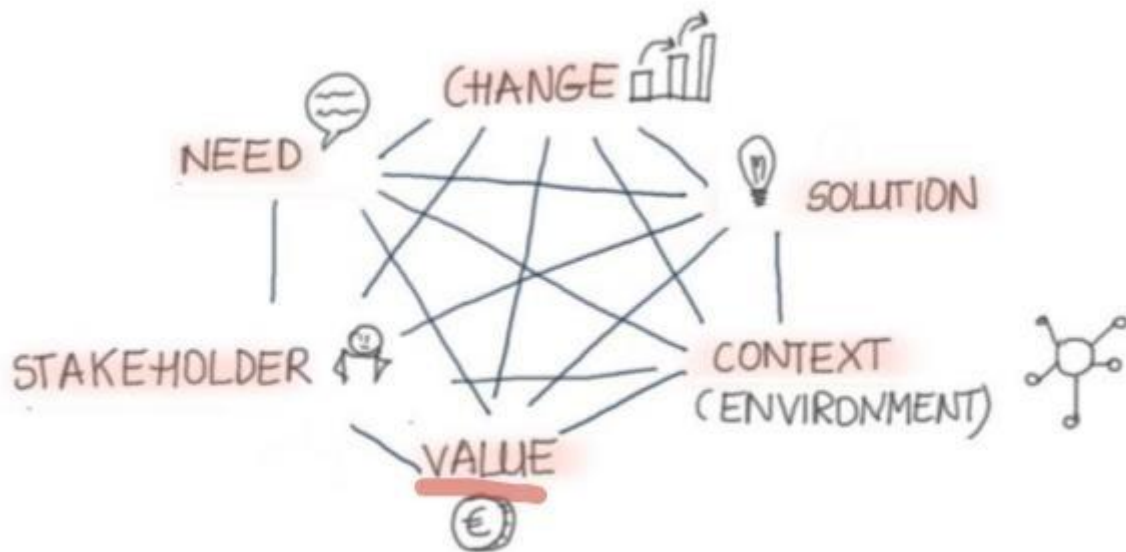 CHANGE
NEED
SOLUTION
STAKEHOLDER
CONTEXT
(ENVIRONMENT)
VALUE
€